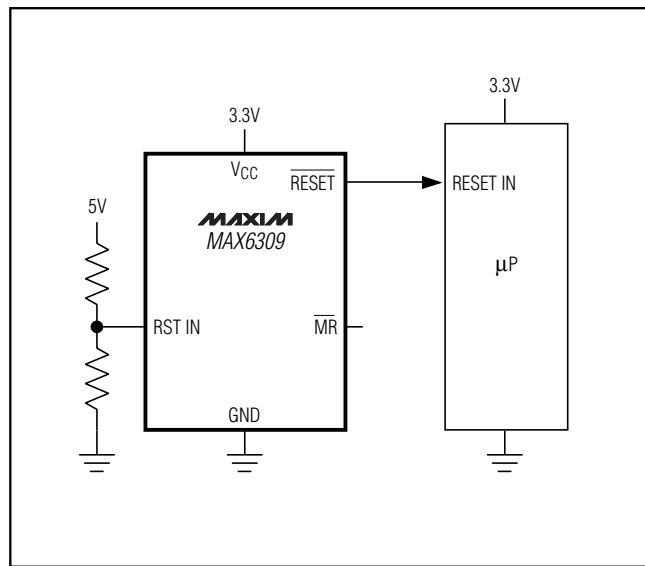 3.3V
3.3V
VCC
RESET
RESET IN
5V
MAXIM
MAX6309
μP
RST IN
MR
GND